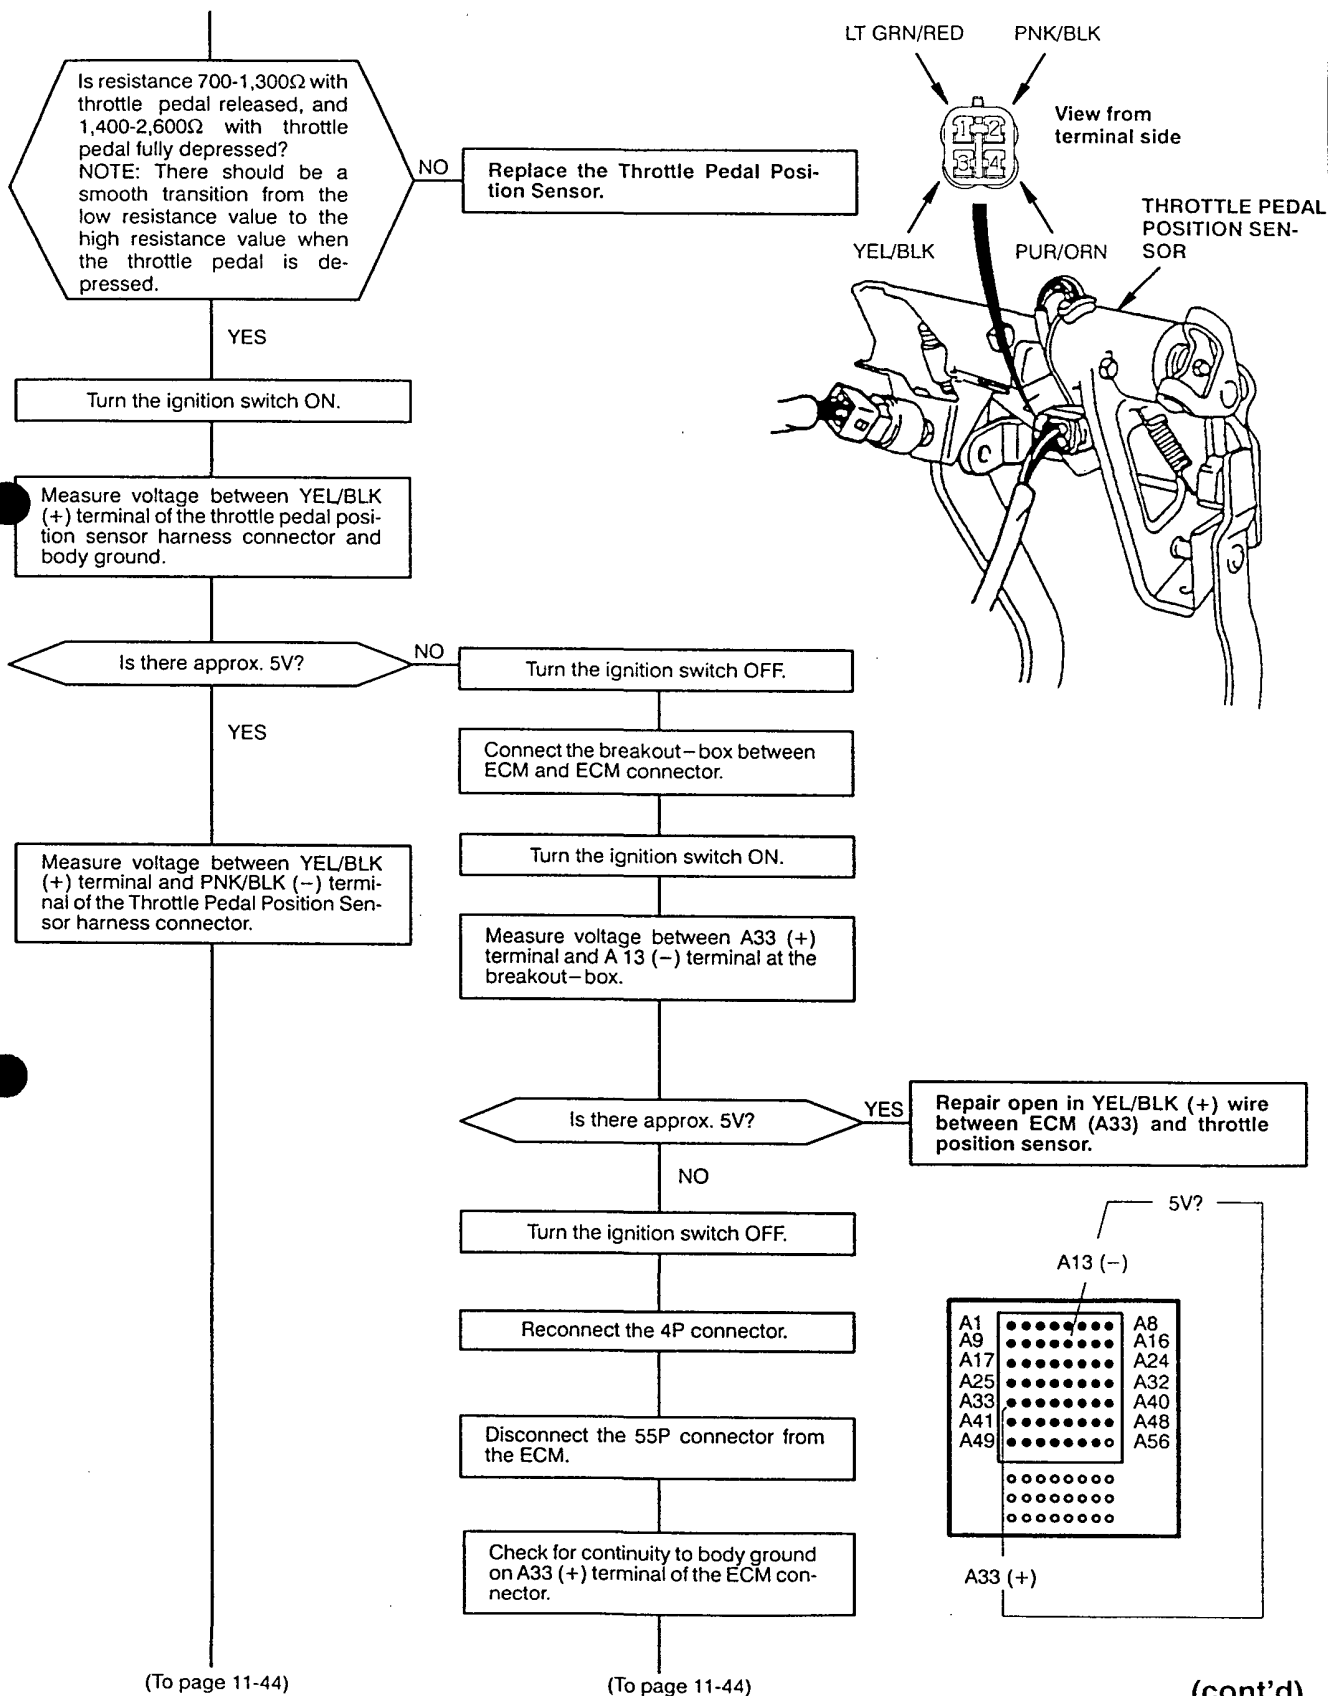 Is resistance 700-1,300Ω with
throttle pedal released, and
1,400-2,600Ω with throttle
pedal fully depressed?
NOTE: There should be a
smooth transition from the
low resistance value to the
high resistance value when
the throttle pedal is de-
pressed.
NO
Replace the Throttle Pedal Posi-
tion Sensor.
LT GRN/RED
PNK/BLK
1 2
3 4
View from
terminal side
YEL/BLK
PUR/ORN
THROTTLE PEDAL
POSITION SEN-
SOR
YES
Turn the ignition switch ON.
Measure voltage between YEL/BLK
(+) terminal of the throttle pedal posi-
tion sensor harness connector and
body ground.
Is there approx. 5V?
NO
Turn the ignition switch OFF.
YES
Connect the breakout–box between
ECM and ECM connector.
Turn the ignition switch ON.
Measure voltage between YEL/BLK
(+) terminal and PNK/BLK (–) termi-
nal of the Throttle Pedal Position Sen-
sor harness connector.
Measure voltage between A33 (+)
terminal and A 13 (–) terminal at the
breakout–box.
Is there approx. 5V?
YES
Repair open in YEL/BLK (+) wire
between ECM (A33) and throttle
position sensor.
NO
Turn the ignition switch OFF.
Reconnect the 4P connector.
Disconnect the 55P connector from
the ECM.
Check for continuity to body ground
on A33 (+) terminal of the ECM con-
nector.
5V?
A13 (–)
A1 A8
A9 A16
A17 A24
A25 A32
A33 A40
A41 A48
A49 A56
A33 (+)
(To page 11-44)
(To page 11-44)
(cont'd)